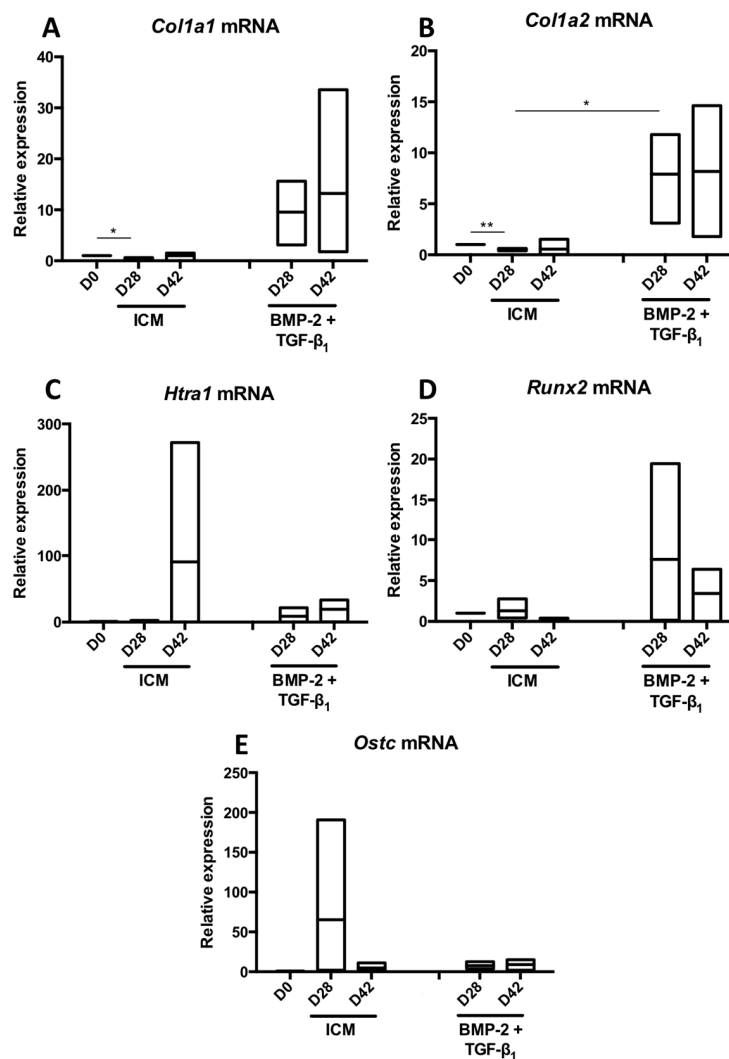 A
Col1a1 mRNA
Relative expression
40
30
20
10
0
*
D0
D28
D42
ICM
D28
D42
BMP-2 +
TGF-β₁
B
Col1a2 mRNA
Relative expression
20
15
10
5
0
**
*
D0
D28
D42
ICM
D28
D42
BMP-2 +
TGF-β₁
C
Htra1 mRNA
Relative expression
300
200
100
0
D0
D28
D42
ICM
D28
D42
BMP-2 +
TGF-β₁
D
Runx2 mRNA
Relative expression
25
20
15
10
5
0
D0
D28
D42
ICM
D28
D42
BMP-2 +
TGF-β₁
E
Ostc mRNA
Relative expression
250
200
150
100
50
0
D0
D28
D42
ICM
D28
D42
BMP-2 +
TGF-β₁